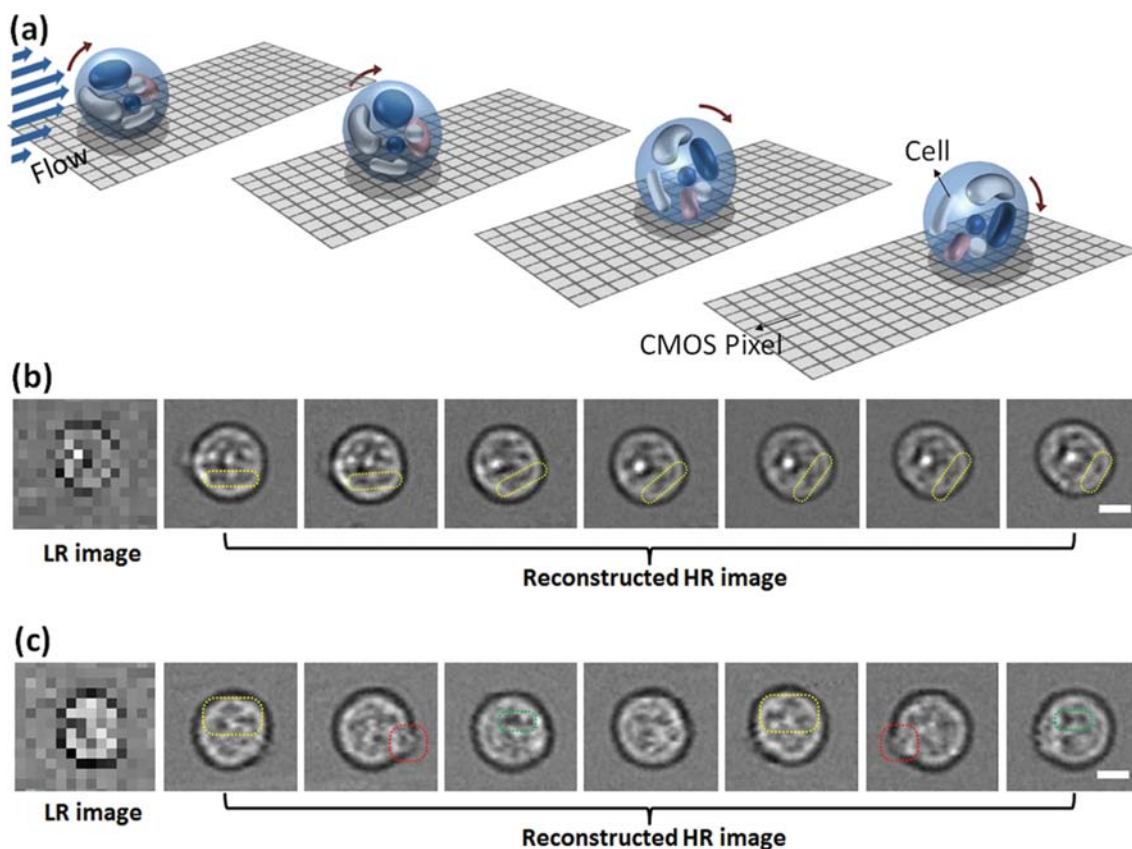 (a)
Flow
Cell
CMOS Pixel
(b)
LR image
Reconstructed HR image
(c)
LR image
Reconstructed HR image